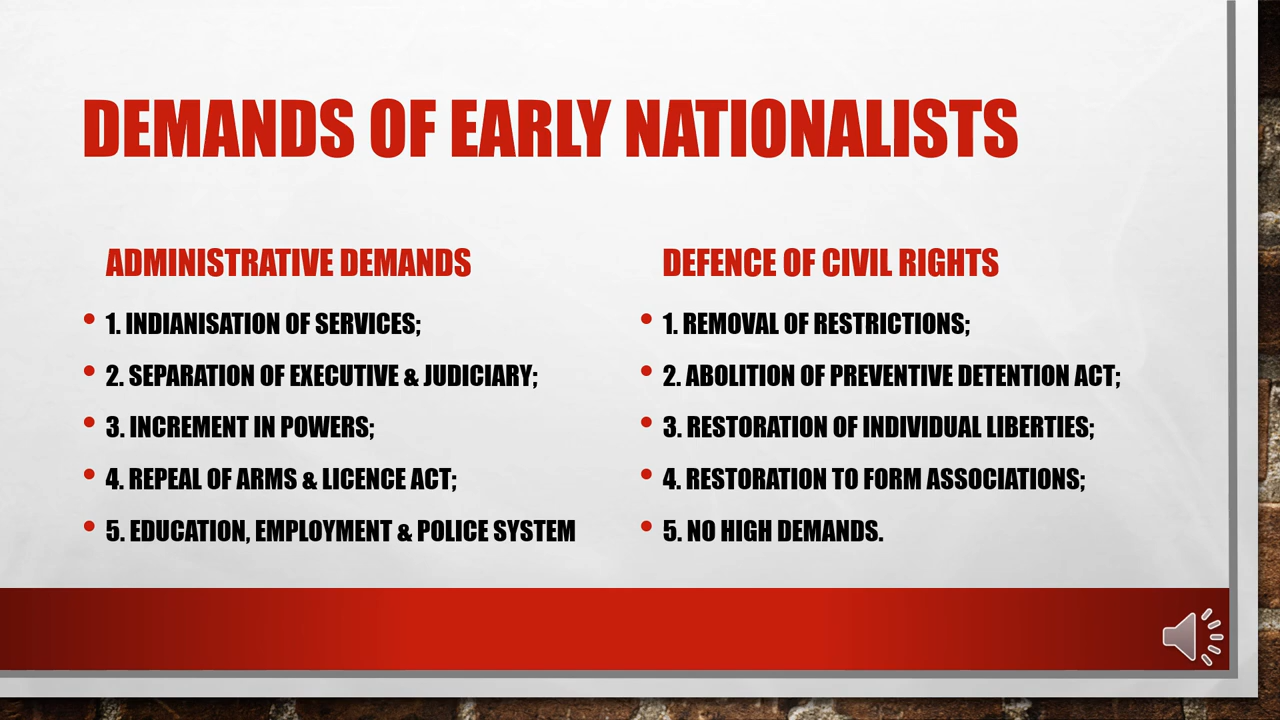 DEMANDS OF EARLY NATIONALISTS
ADMINISTRATIVE DEMANDS
• 1. INDIANISATION OF SERVICES;
• 2. SEPARATION OF EXECUTIVE & JUDICIARY;
• 3. INCREMENT IN POWERS;
• 4. REPEAL OF ARMS & LICENCE ACT;
• 5. EDUCATION, EMPLOYMENT & POLICE SYSTEM
DEFENCE OF CIVIL RIGHTS
• 1. REMOVAL OF RESTRICTIONS;
• 2. ABOLITION OF PREVENTIVE DETENTION ACT;
• 3. RESTORATION OF INDIVIDUAL LIBERTIES;
• 4. RESTORATION TO FORM ASSOCIATIONS;
• 5. NO HIGH DEMANDS.